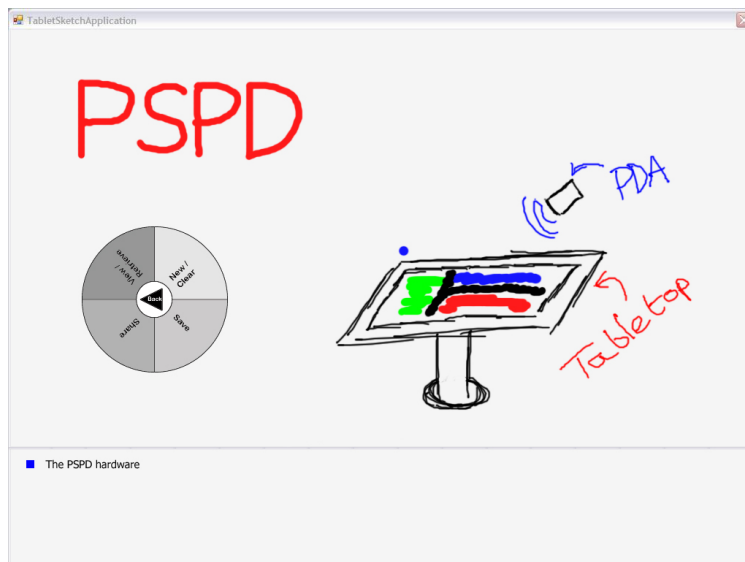 TabletSketchApplication
PSPD
PDA
Tabletop
View /
Retrieve
New /
Clear
Back
Share
Save
The PSPD hardware